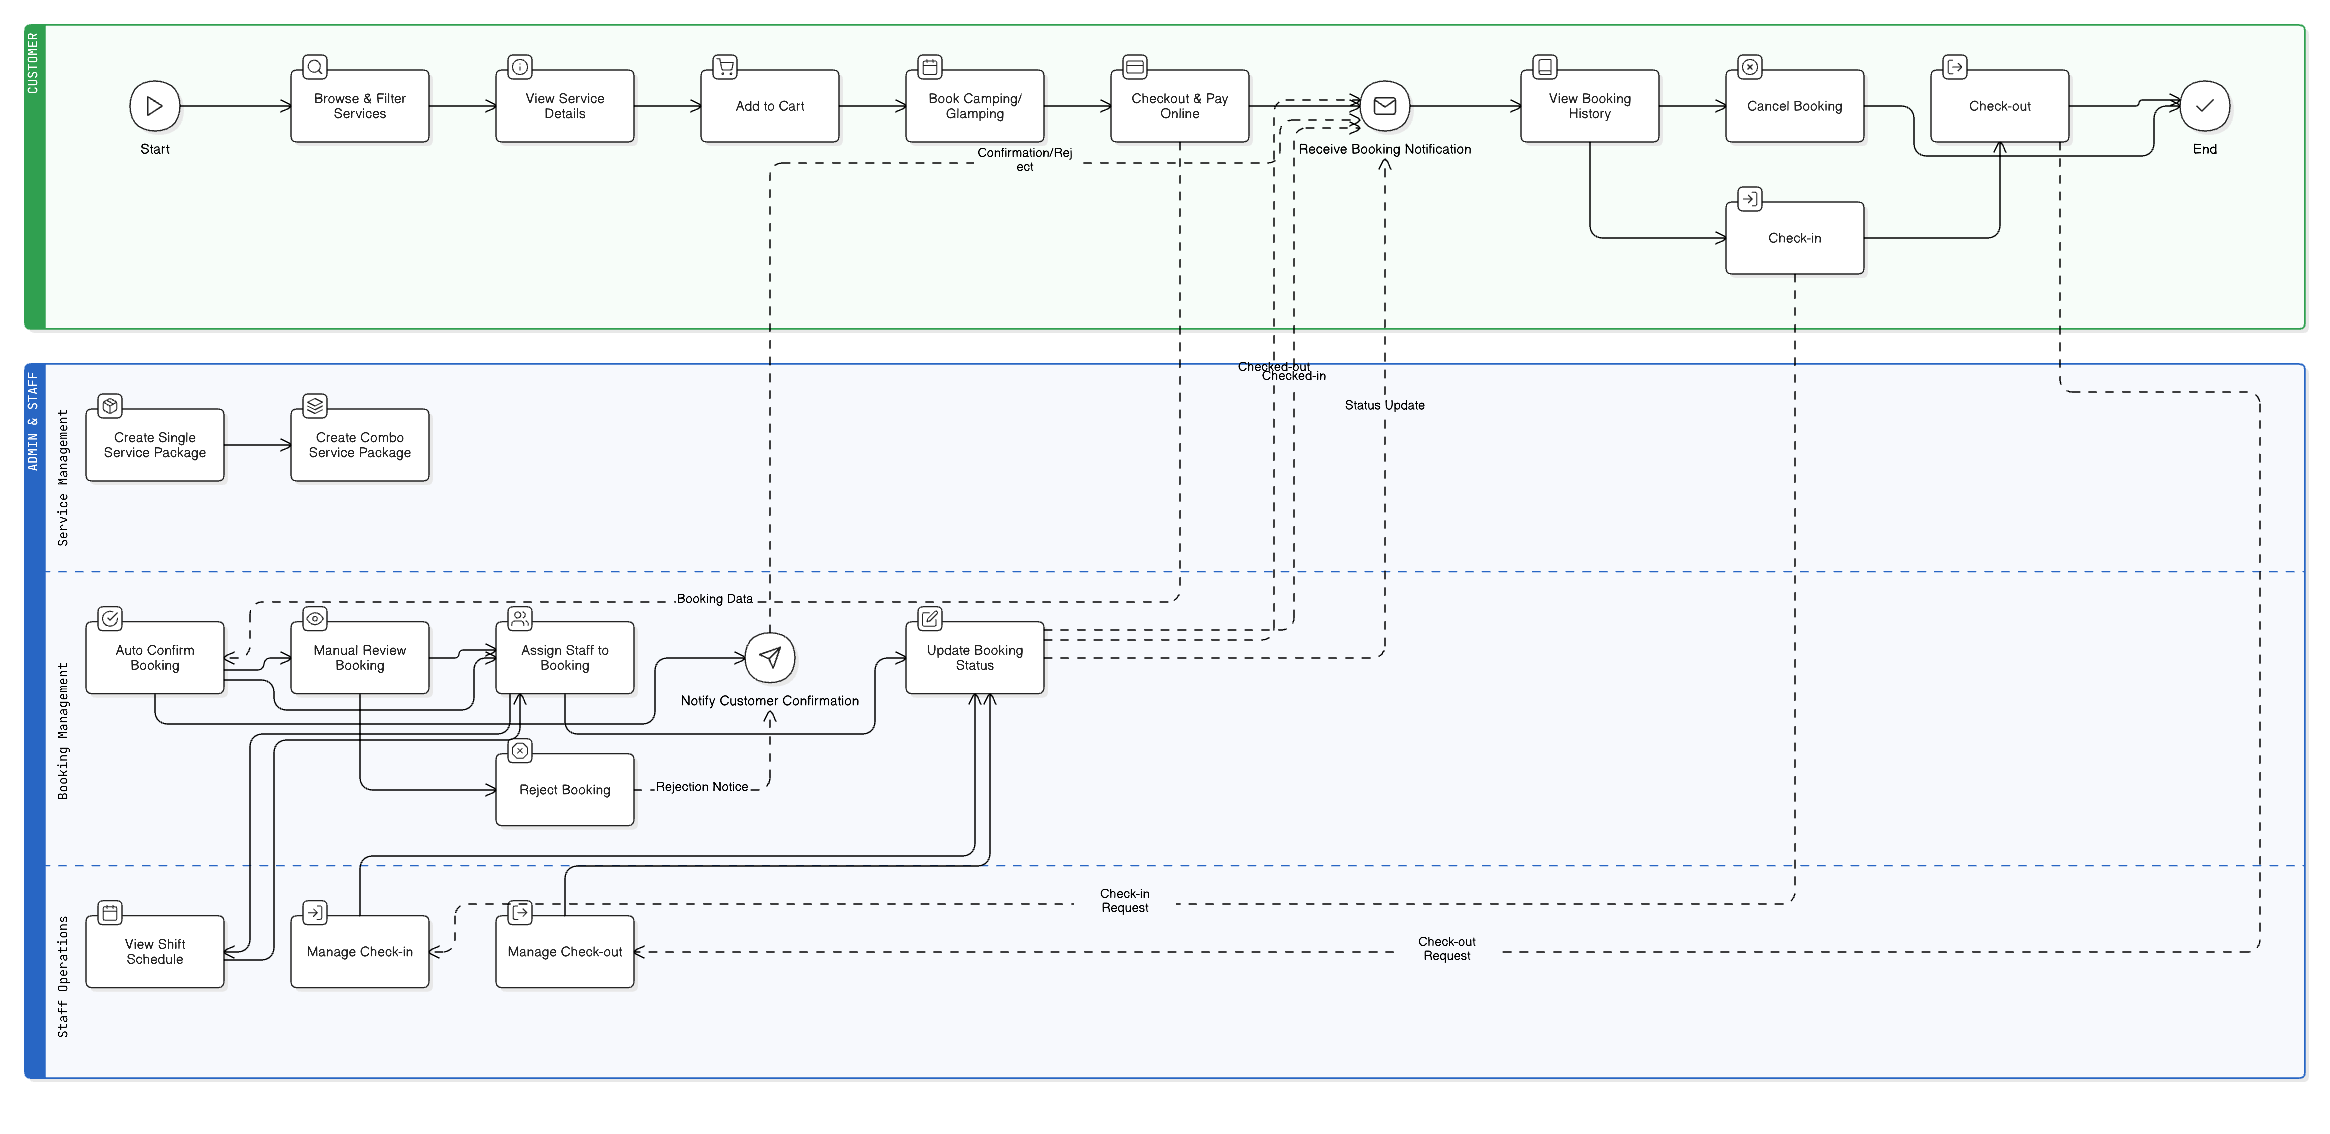 CUSTOMER
Browse & Filter
Services
View Service
Details
Add to Cart
Book Camping/
Glamping
Checkout & Pay
Online
View Booking
History
Cancel Booking
Check-out
Start
Confirmation/Rej
ect
Receive Booking Notification
End
Check-in
ADMIN & STAFF
Checked-out
Checked-in
Status Update
Service Management
Create Single
Service Package
Create Combo
Service Package
Booking Management
Booking Data
Auto Confirm
Booking
Manual Review
Booking
Assign Staff to
Booking
Update Booking
Status
Notify Customer Confirmation
Reject Booking
Rejection Notice
Staff Operations
Check-in
Request
View Shift
Schedule
Manage Check-in
Manage Check-out
Check-out
Request